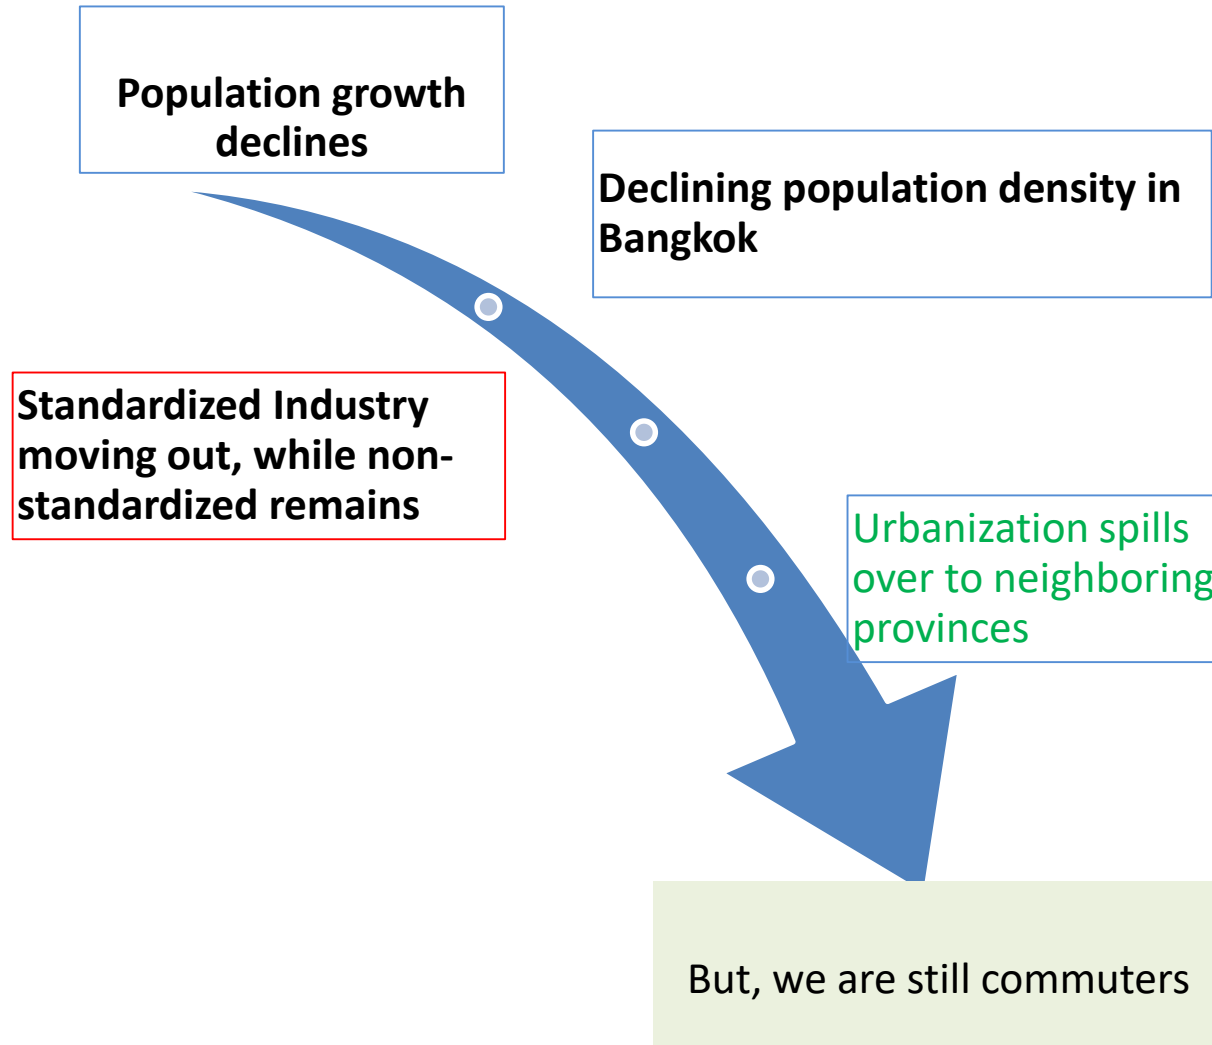 Population growth
declines
Declining population density in
Bangkok
Standardized Industry
moving out, while non-
standardized remains
Urbanization spills
over to neighboring
provinces
But, we are still commuters